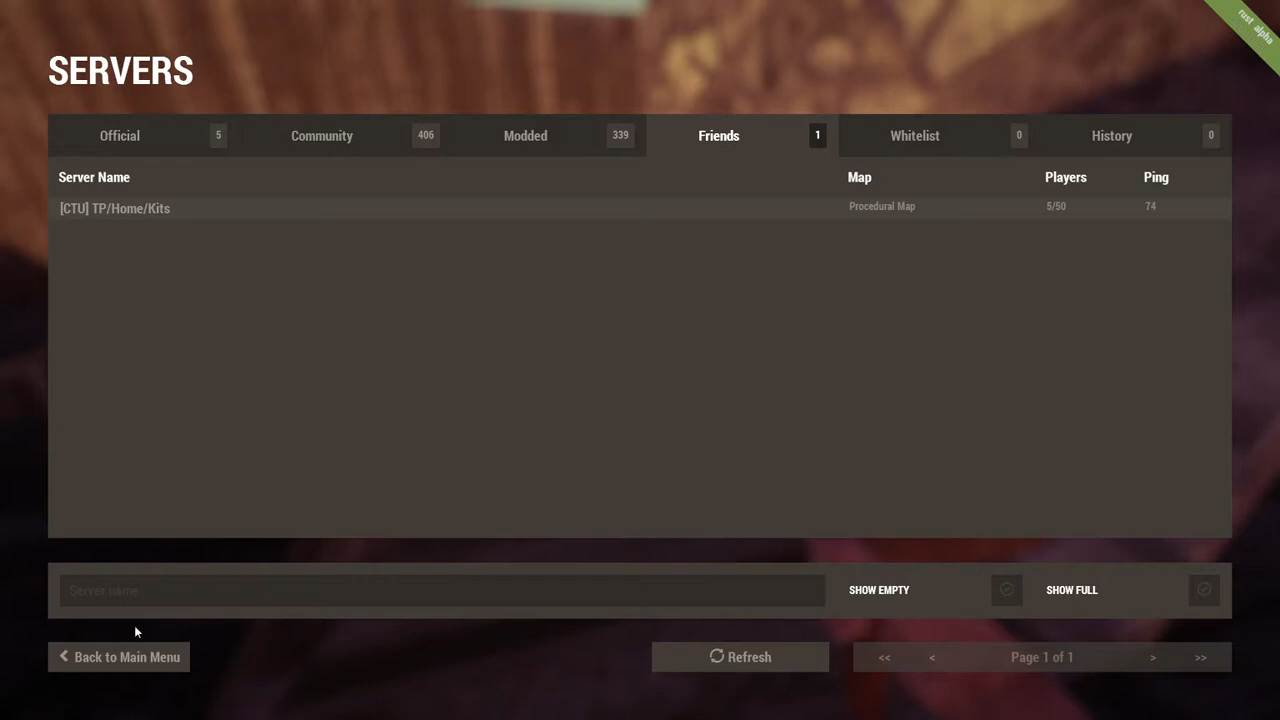 rust alpha
SERVERS
Official 5 Community 406 Modded 339 Friends 1 Whitelist 0 History 0
Server Name Map Players Ping
[CTU] TP/Home/Kits Procedural Map 5/50 74
Server name SHOW EMPTY SHOW FULL
< Back to Main Menu Refresh << < Page 1 of 1 > >>